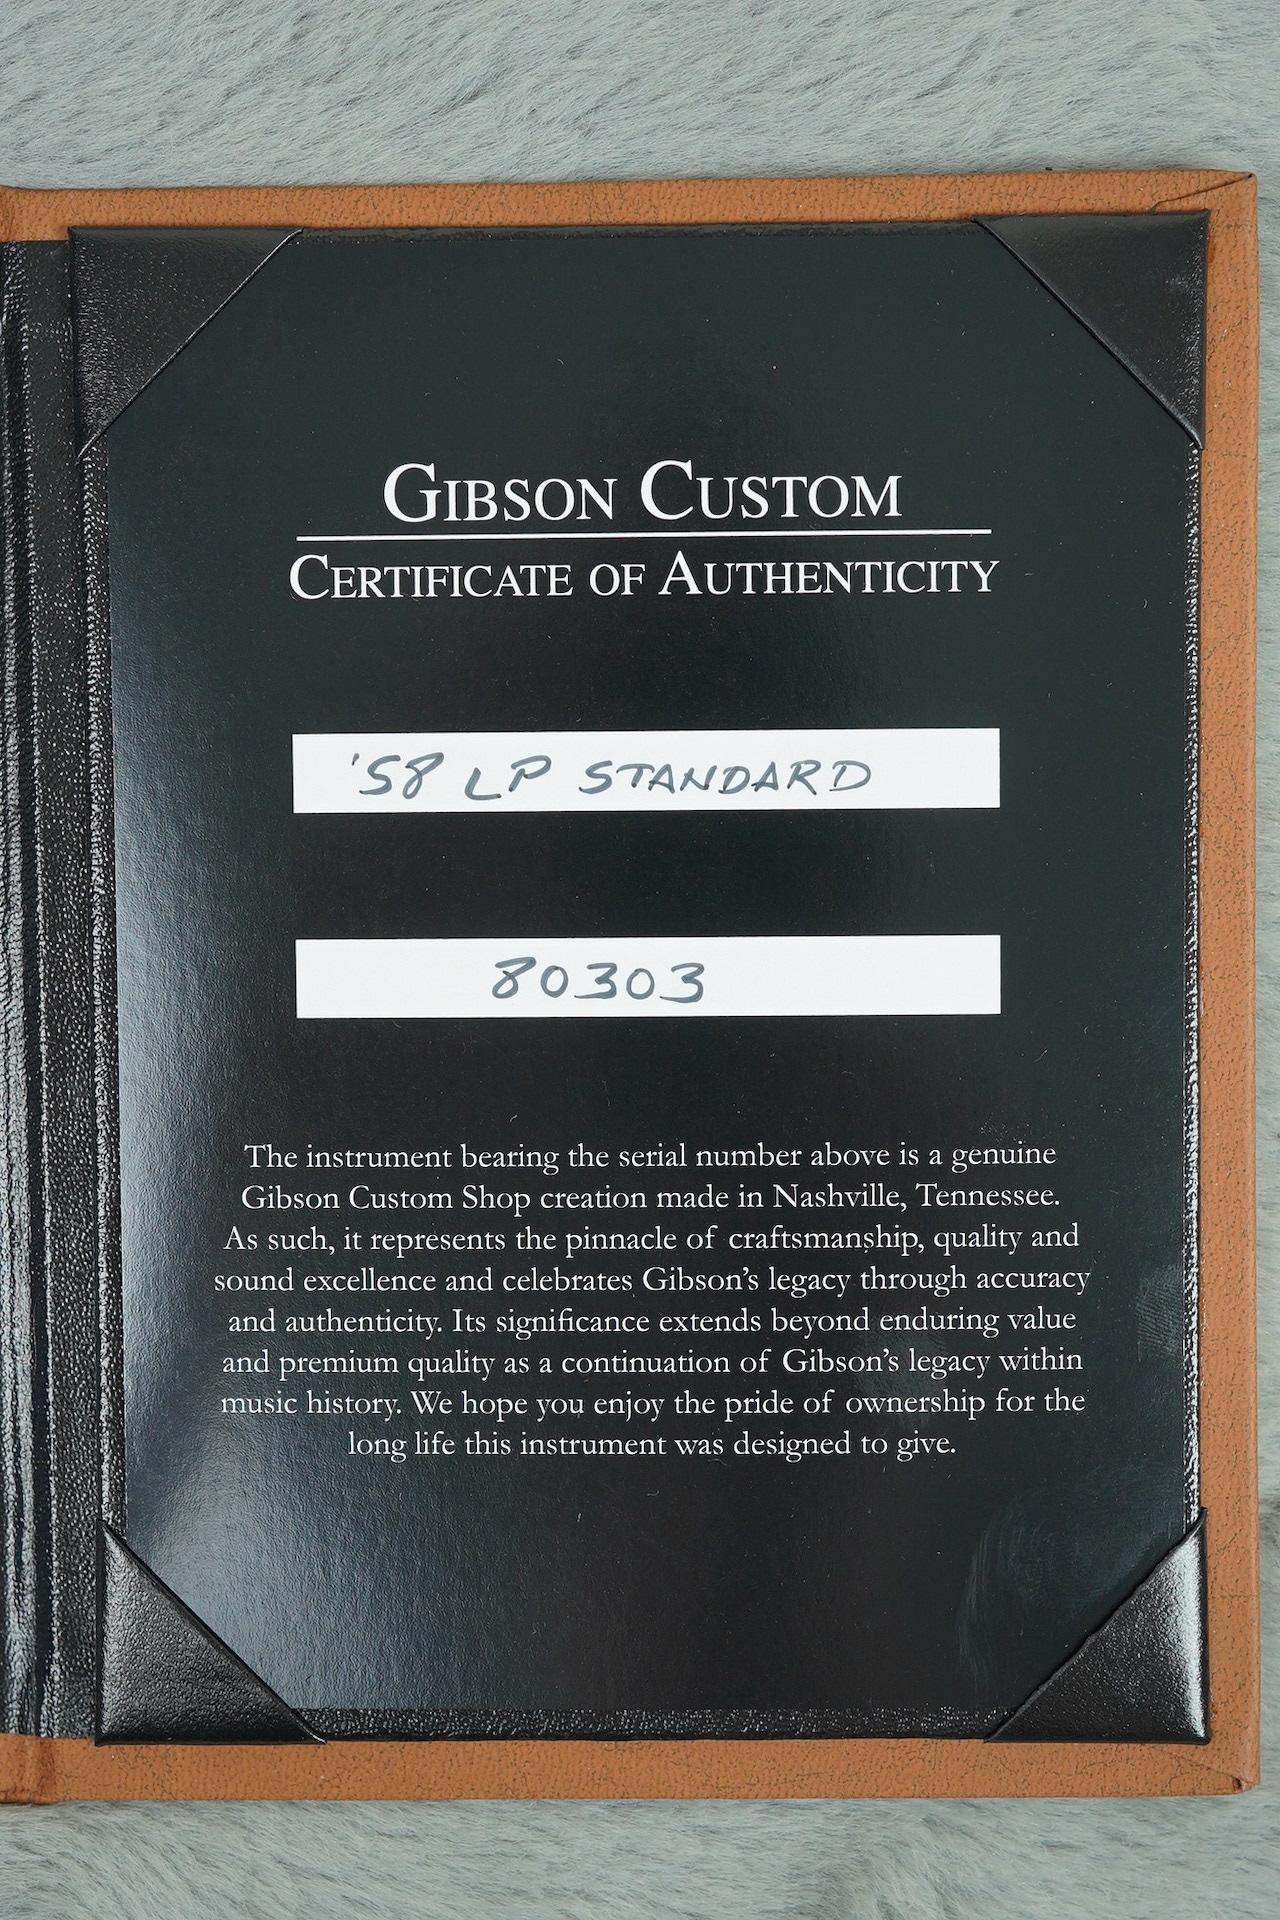 GIBSON CUSTOM
CERTIFICATE OF AUTHENTICITY
'58 LP STANDARD
80303
The instrument bearing the serial number above is a genuine
Gibson Custom Shop creation made in Nashville, Tennessee.
As such, it represents the pinnacle of craftsmanship, quality and
sound excellence and celebrates Gibson's legacy through accuracy
and authenticity. Its significance extends beyond enduring value
and premium quality as a continuation of Gibson's legacy within
music history. We hope you enjoy the pride of ownership for the
long life this instrument was designed to give.